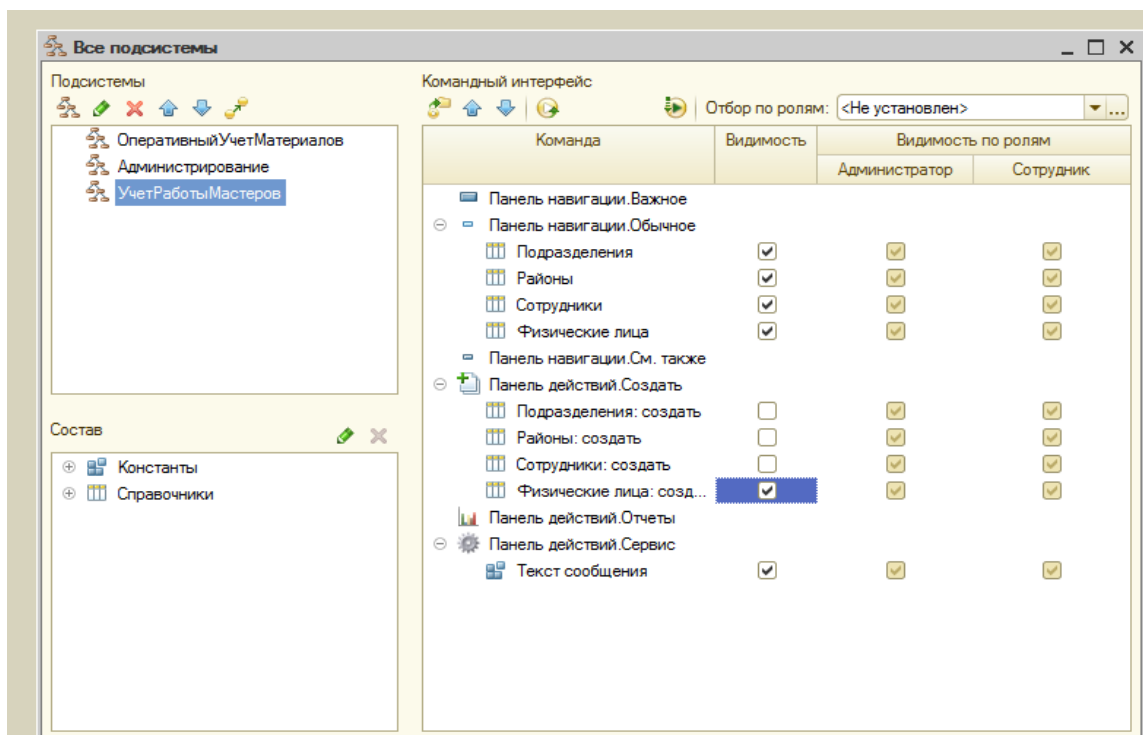 Все подсистемы
Подсистемы
ОперативныйУчетМатериалов
Администрирование
УчетРаботыМастеров
Состав
Константы
Справочники
Командный интерфейс
Отбор по ролям: <Не установлен>
Команда Видимость Видимость по ролям
Администратор Сотрудник
Панель навигации.Важное
Панель навигации.Обычное
Подразделения
Районы
Сотрудники
Физические лица
Панель навигации.См. также
Панель действий.Создать
Подразделения: создать
Районы: создать
Сотрудники: создать
Физические лица: созд...
Панель действий.Отчеты
Панель действий.Сервис
Текст сообщения